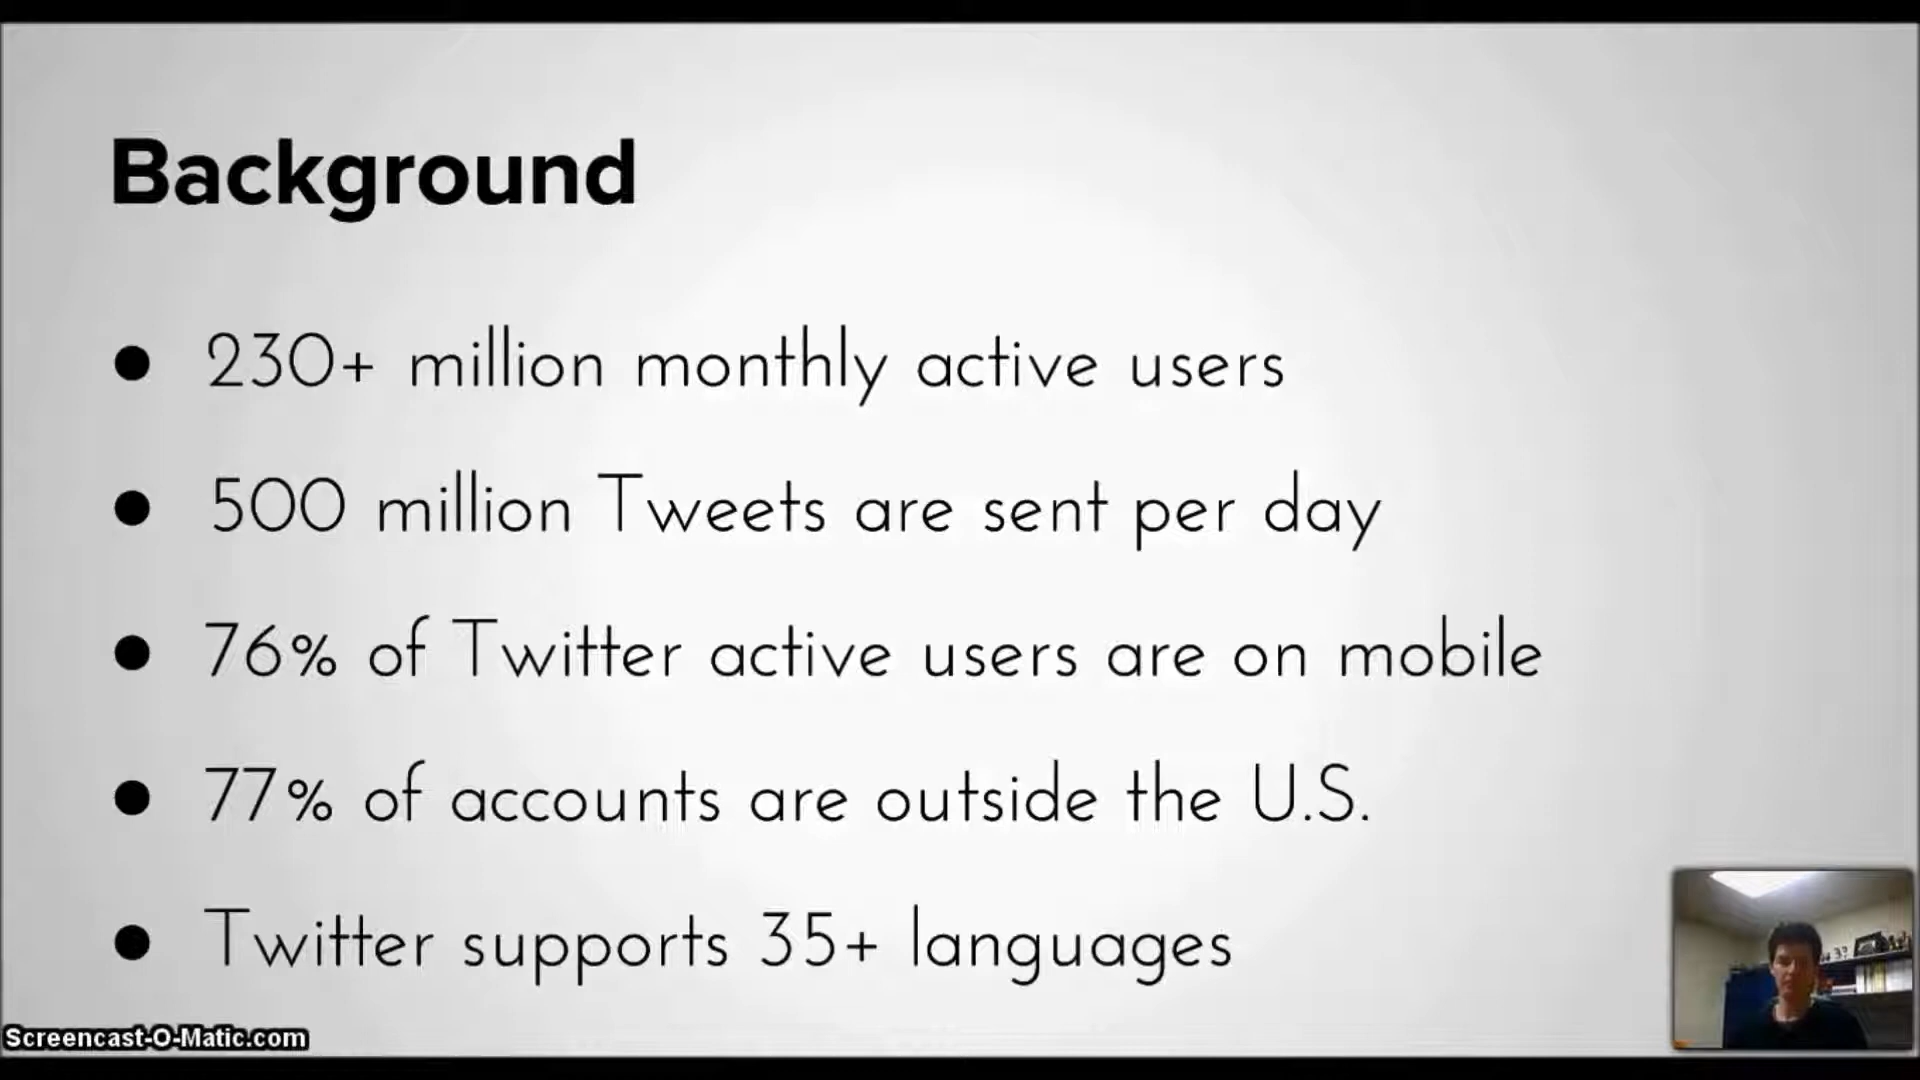 Background
● 230+ million monthly active users
● 500 million Tweets are sent per day
● 76% of Twitter active users are on mobile
● 77% of accounts are outside the U.S.
● Twitter supports 35+ languages
Screencast-O-Matic.com